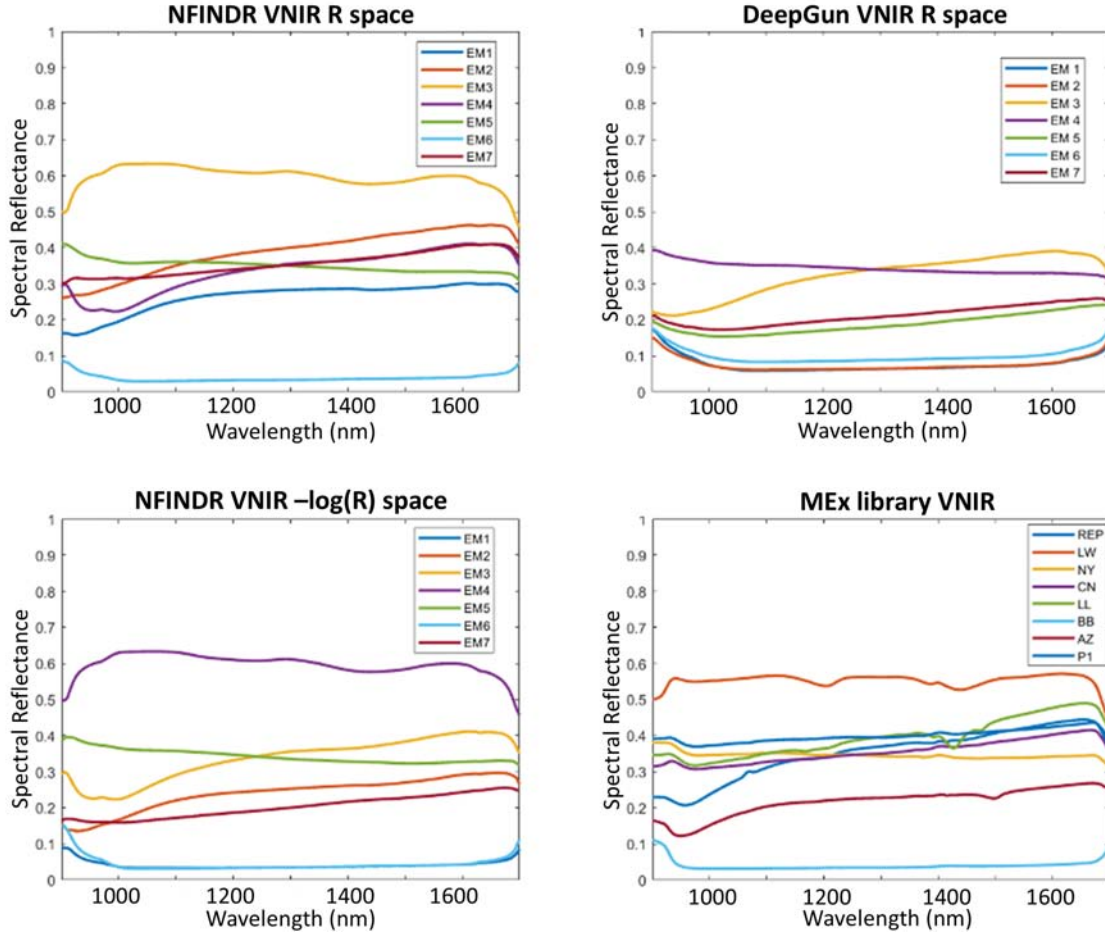 NFINDR VNIR R space
1
0.9
0.8
0.7
0.6
0.5
0.4
0.3
0.2
0.1
0
Spectral Reflectance
EM1
EM2
EM3
EM4
EM5
EM6
EM7
1000 1200 1400 1600
Wavelength (nm)
DeepGun VNIR R space
1
0.9
0.8
0.7
0.6
0.5
0.4
0.3
0.2
0.1
0
Spectral Reflectance
EM 1
EM 2
EM 3
EM 4
EM 5
EM 6
EM 7
1000 1200 1400 1600
Wavelength (nm)
NFINDR VNIR –log(R) space
1
0.9
0.8
0.7
0.6
0.5
0.4
0.3
0.2
0.1
0
Spectral Reflectance
EM1
EM2
EM3
EM4
EM5
EM6
EM7
1000 1200 1400 1600
Wavelength (nm)
MEx library VNIR
1
0.9
0.8
0.7
0.6
0.5
0.4
0.3
0.2
0.1
0
Spectral Reflectance
REP
LW
NY
CN
LL
BB
AZ
P1
1000 1200 1400 1600
Wavelength (nm)